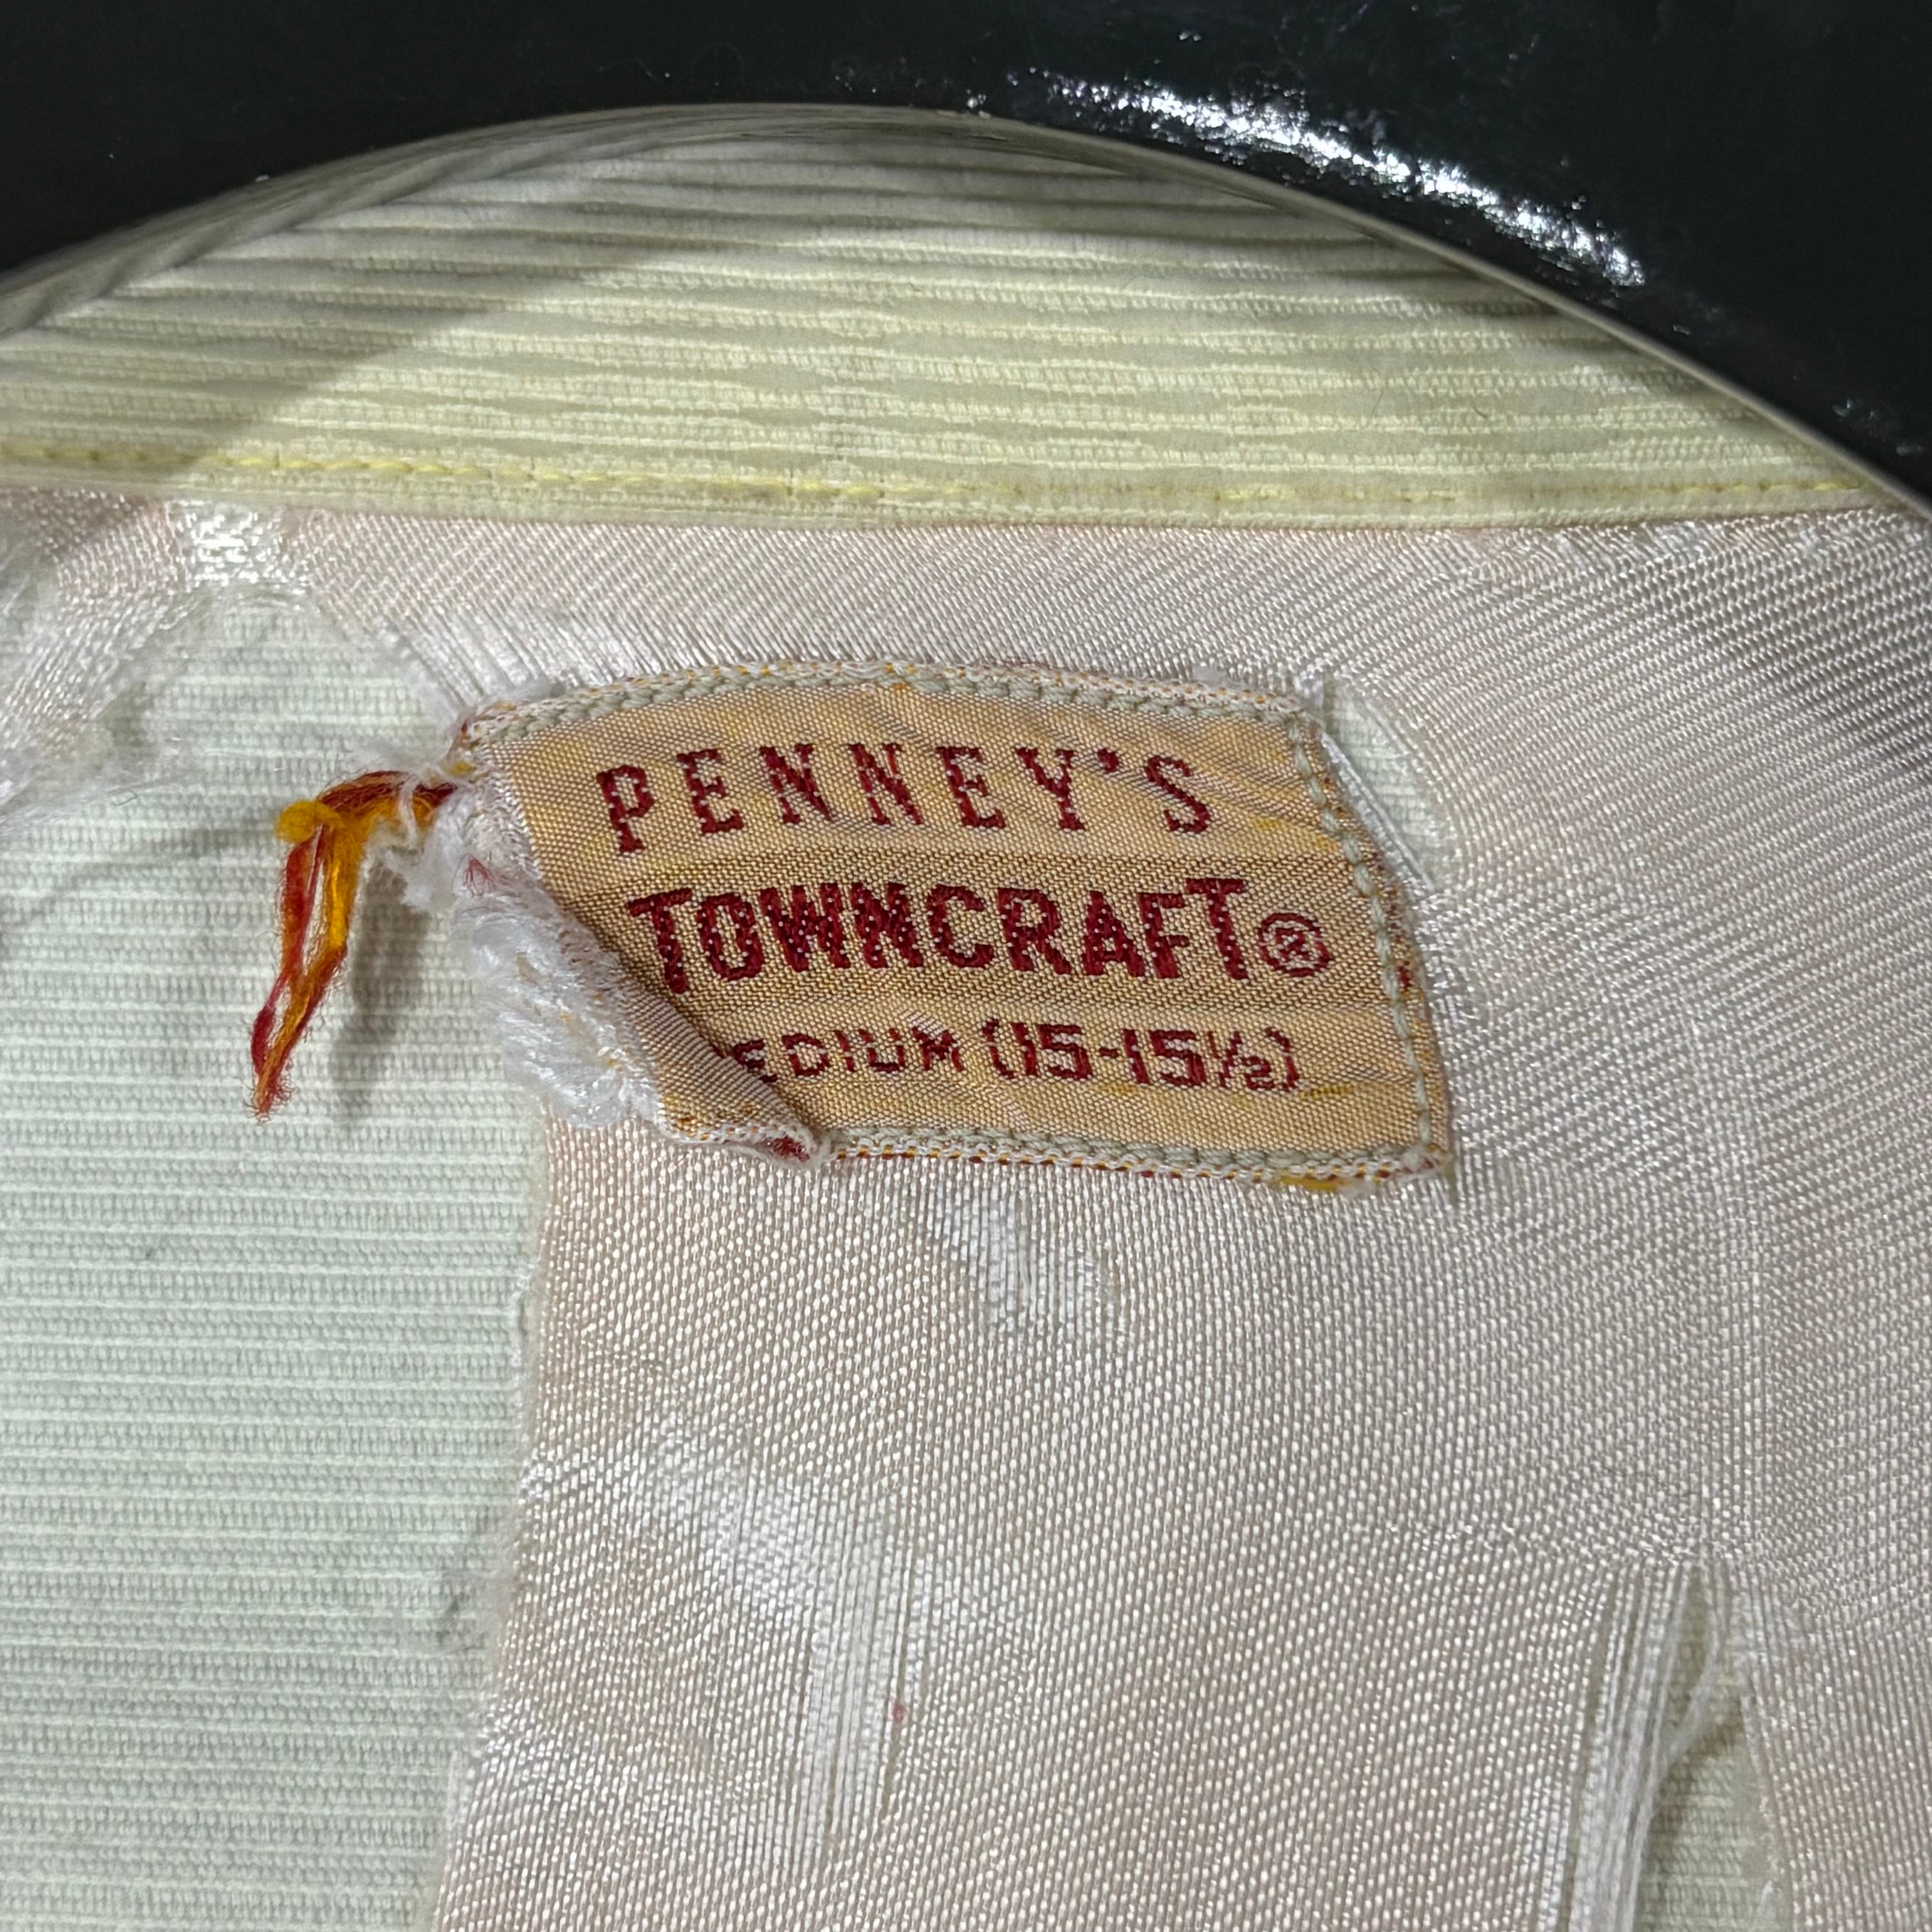 PENNEY'S
TOWNCRAFT®
EDIUM (15-15½)